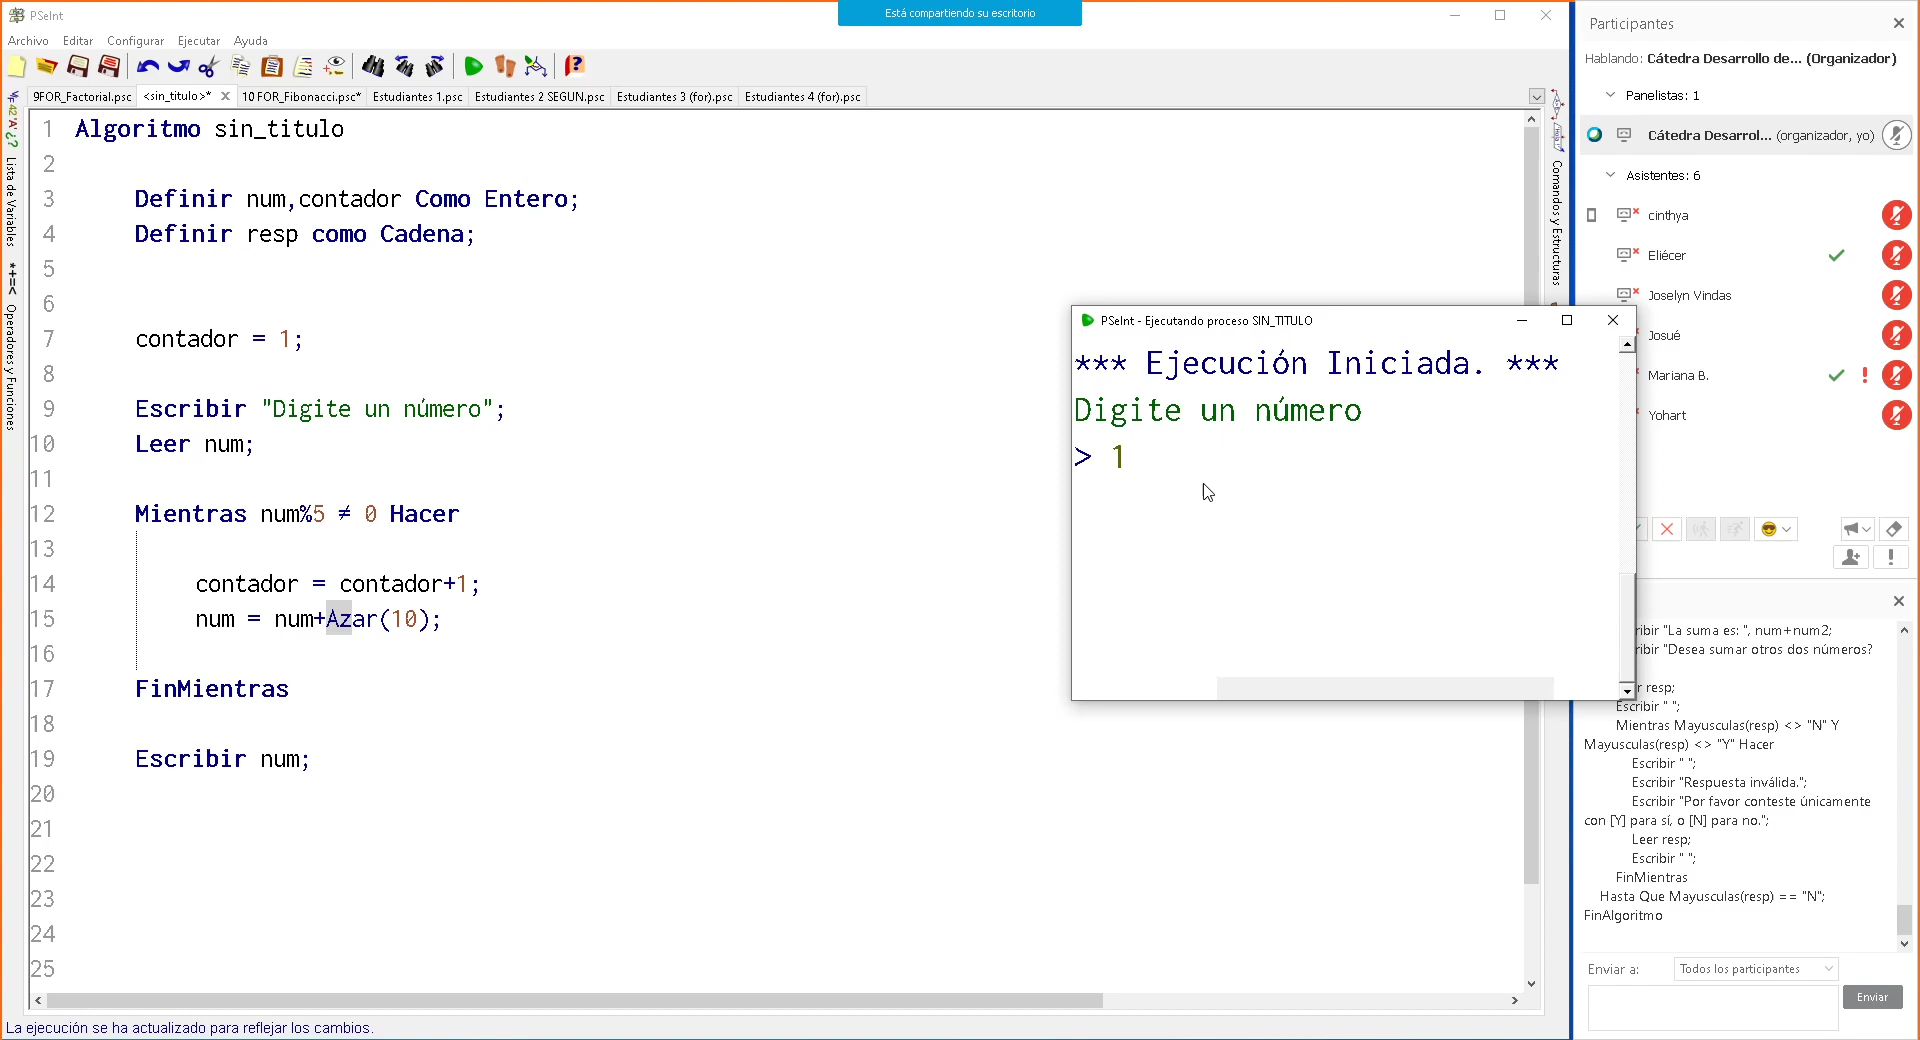 PSeInt
Está compartiendo su escritorio
Archivo Editar Configurar Ejecutar Ayuda
9FOR_Factorial.psc <sin_titulo>* 10 FOR_Fibonacci.psc* Estudiantes 1.psc Estudiantes 2 SEGUN.psc Estudiantes 3 (for).psc Estudiantes 4 (for).psc
Lista de Variables
Operadores y Funciones
Comandos y Estructuras
1 Algoritmo sin_titulo
2
3 Definir num,contador Como Entero;
4 Definir resp como Cadena;
5
6
7 contador = 1;
8
9 Escribir "Digite un número";
10 Leer num;
11
12 Mientras num%5 ≠ 0 Hacer
13
14 contador = contador+1;
15 num = num+Azar(10);
16
17 FinMientras
18
19 Escribir num;
20
21
22
23
24
25
La ejecución se ha actualizado para reflejar los cambios.
PSeInt - Ejecutando proceso SIN_TITULO
*** Ejecución Iniciada. ***
Digite un número
> 1
Participantes
Hablando: Cátedra Desarrollo de... (Organizador)
Panelistas: 1
Cátedra Desarrol... (organizador, yo)
Asistentes: 6
cinthya
Eliécer
Joselyn Vindas
Josué
Mariana B.
Yohart
ribir "La suma es: ", num+num2;
ribir "Desea sumar otros dos números?
r resp;
Escribir " ";
Mientras Mayusculas(resp) <> "N" Y
Mayusculas(resp) <> "Y" Hacer
Escribir " ";
Escribir "Respuesta inválida.";
Escribir "Por favor conteste únicamente
con [Y] para sí, o [N] para no.";
Leer resp;
Escribir " ";
FinMientras
Hasta Que Mayusculas(resp) == "N";
FinAlgoritmo
Enviar a: Todos los participantes
Enviar